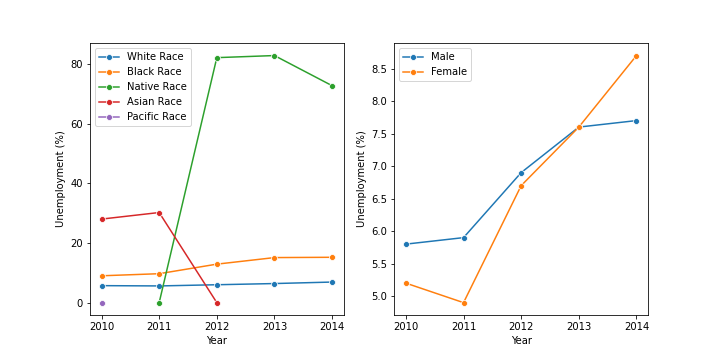 White Race
Black Race
Native Race
Asian Race
Pacific Race
80
60
40
20
0
Unemployment (%)
2010 2011 2012 2013 2014
Year
Male
Female
8.5
8.0
7.5
7.0
6.5
6.0
5.5
5.0
Unemployment (%)
2010 2011 2012 2013 2014
Year